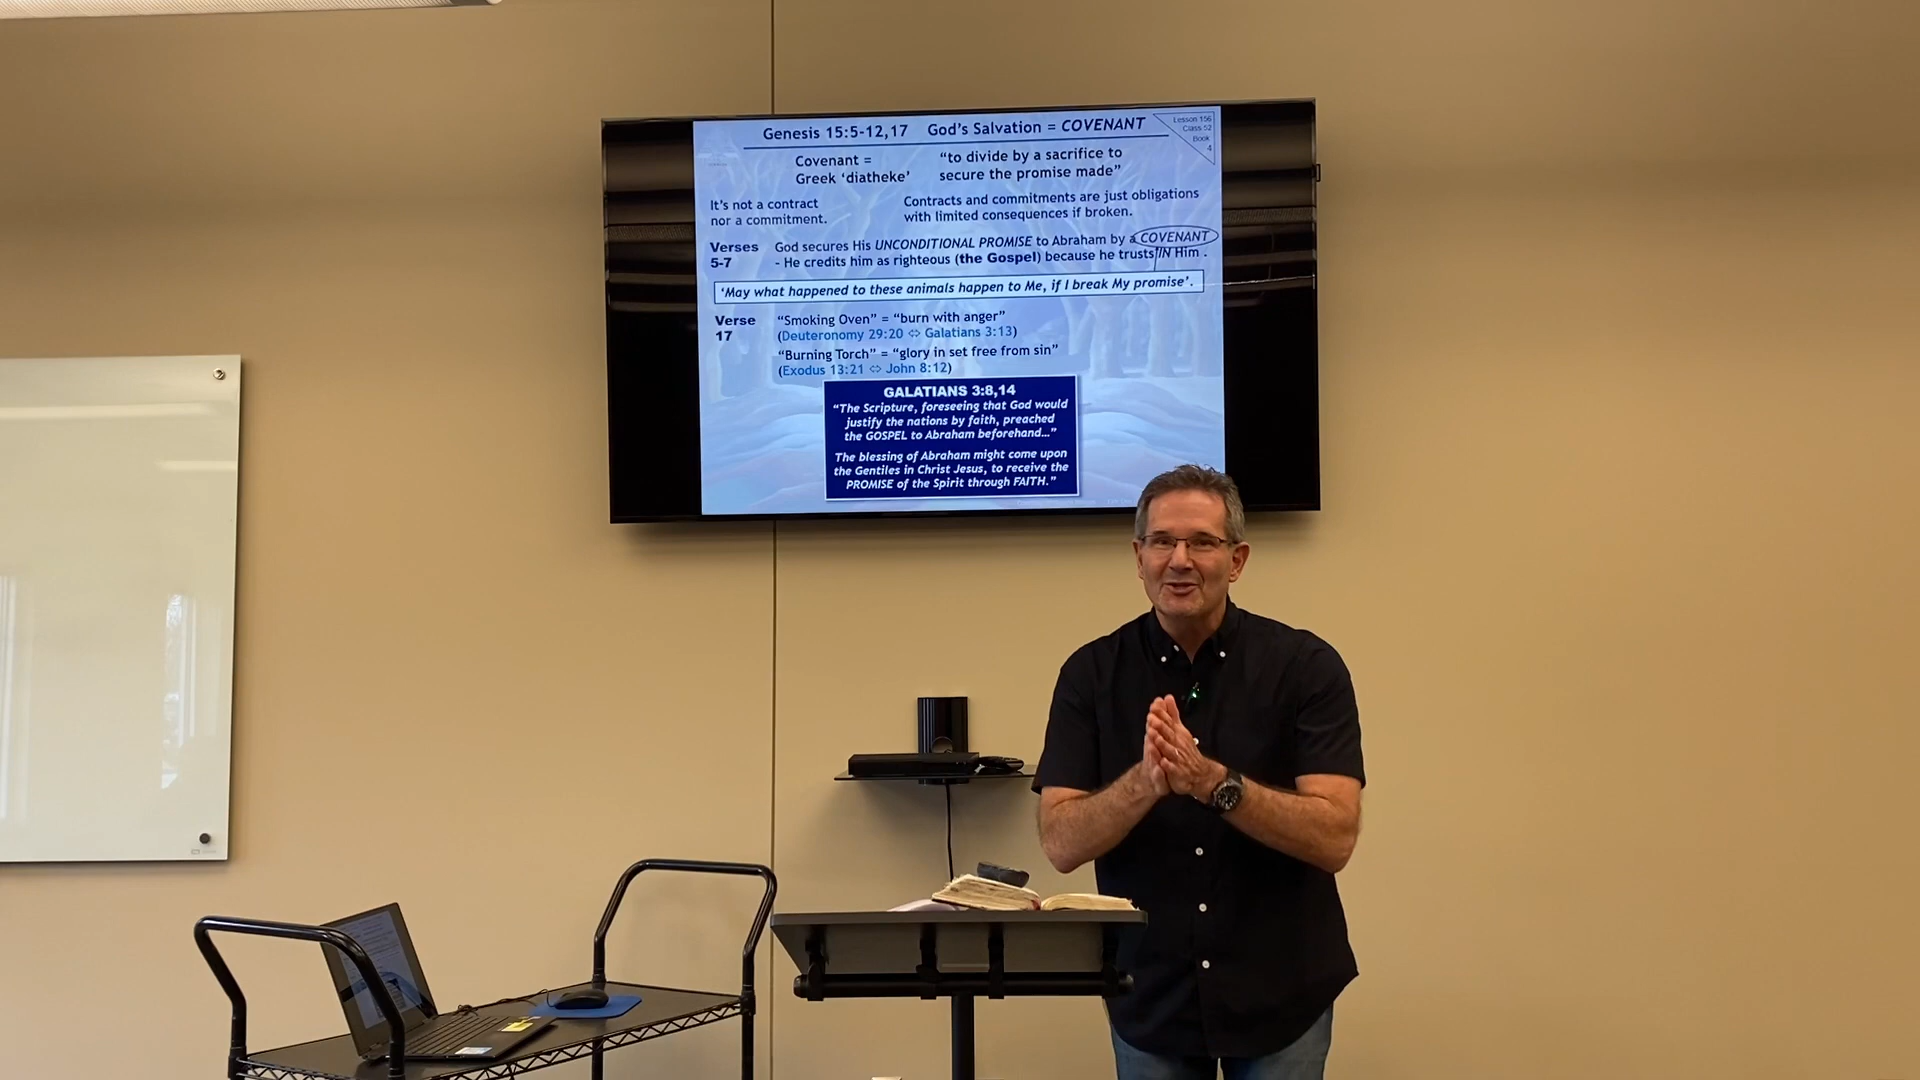 Genesis 15:5-12,17 God's Salvation = COVENANT
Lesson 156
Class 52
Book
4
Covenant =
Greek 'diatheke'
"to divide by a sacrifice to
secure the promise made"
It's not a contract
nor a commitment.
Contracts and commitments are just obligations
with limited consequences if broken.
Verses
5-7
God secures His UNCONDITIONAL PROMISE to Abraham by a COVENANT
- He credits him as righteous (the Gospel) because he trusts IN Him .
'May what happened to these animals happen to Me, if I break My promise'.
Verse
17
"Smoking Oven" = "burn with anger"
(Deuteronomy 29:20 <=> Galatians 3:13)
"Burning Torch" = "glory in set free from sin"
(Exodus 13:21 <=> John 8:12)
GALATIANS 3:8,14
"The Scripture, foreseeing that God would
justify the nations by faith, preached
the GOSPEL to Abraham beforehand..."
The blessing of Abraham might come upon
the Gentiles in Christ Jesus, to receive the
PROMISE of the Spirit through FAITH."